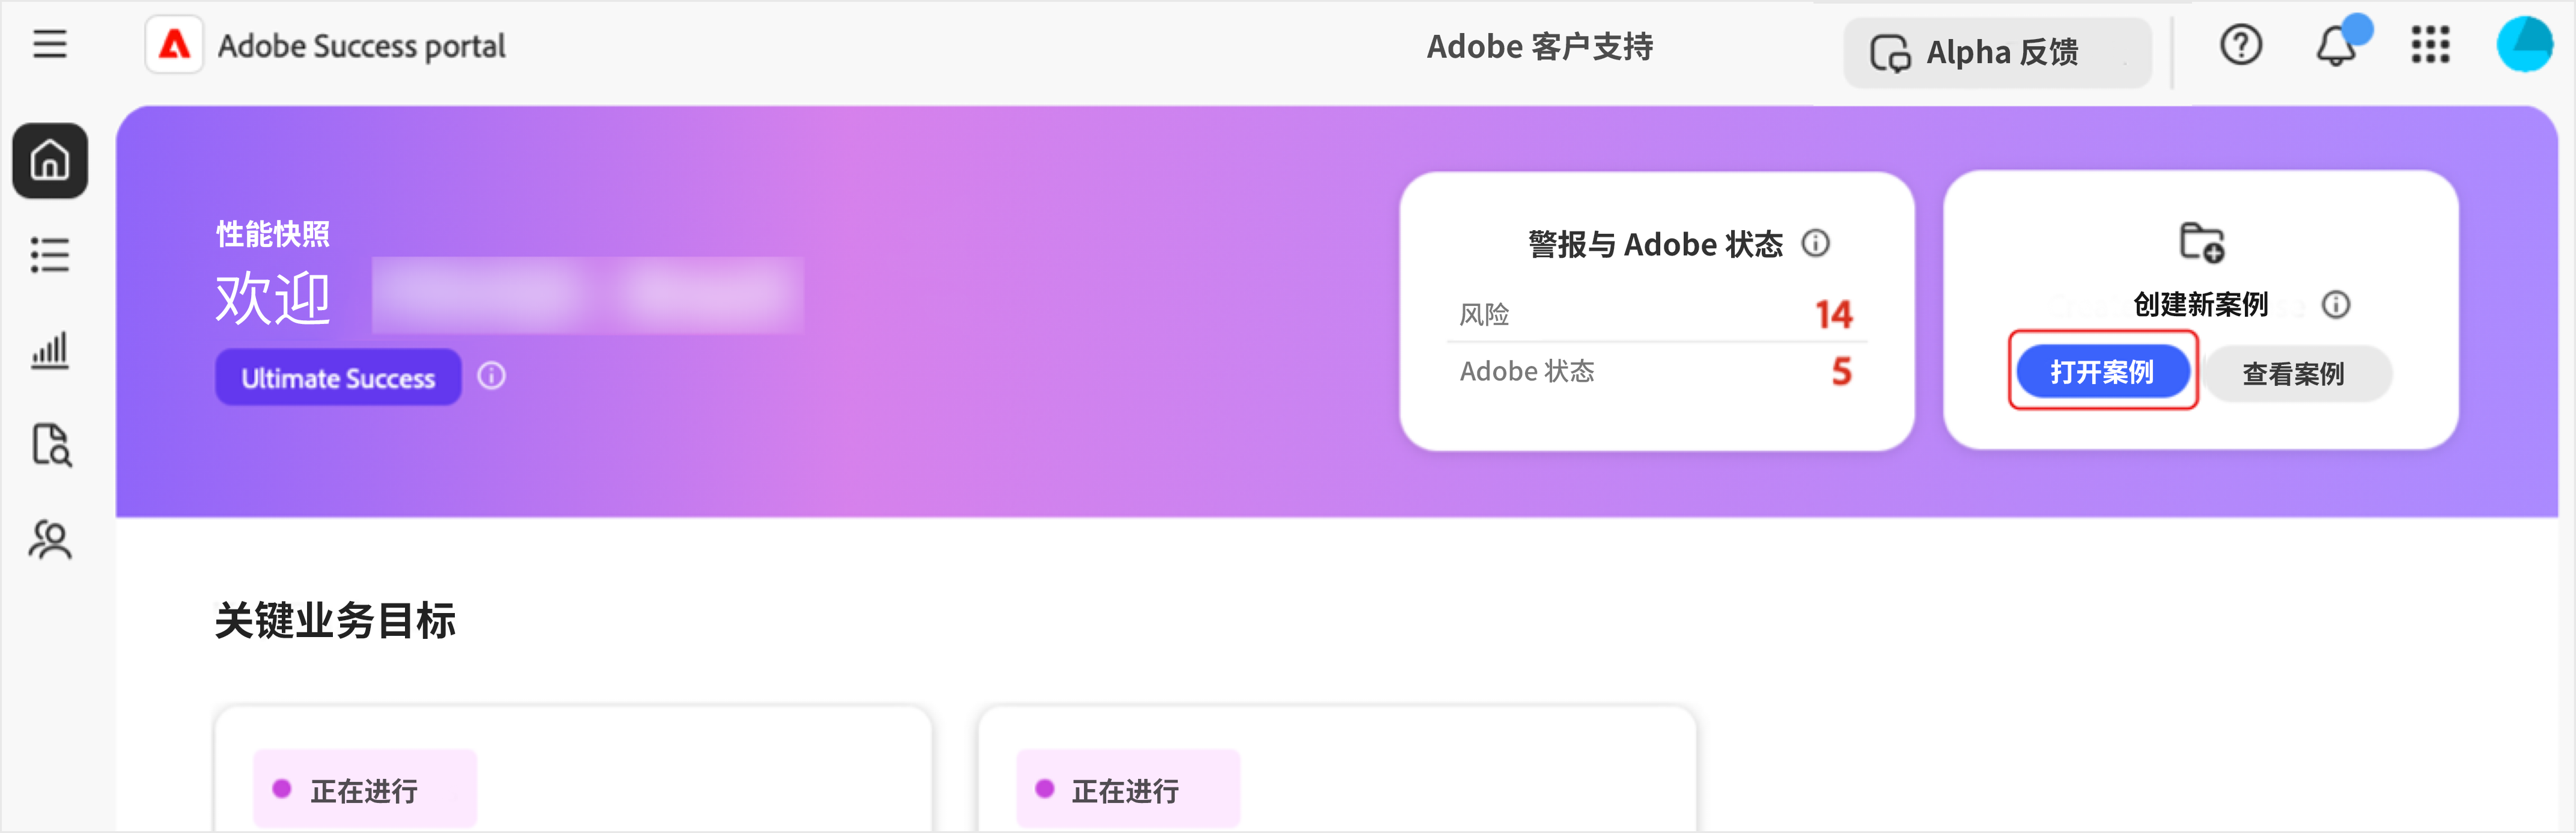 Adobe Success portal
Adobe 客户支持
Alpha 反馈
性能快照
欢迎
Ultimate Success
警报与 Adobe 状态
风险 14
Adobe 状态 5
创建新案例
打开案例
查看案例
关键业务目标
正在进行
正在进行